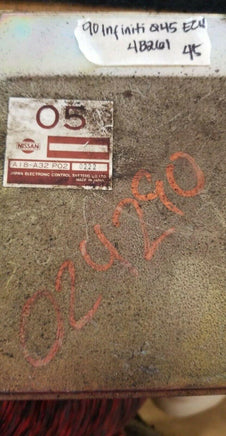 90 Infiniti Q45 ECU
4B261
45
05
NISSAN
A18-A32 P02
JAPAN ELECTRONIC CONTROL SYSTEMS CO., LTD.
MADE IN JAPAN
024290